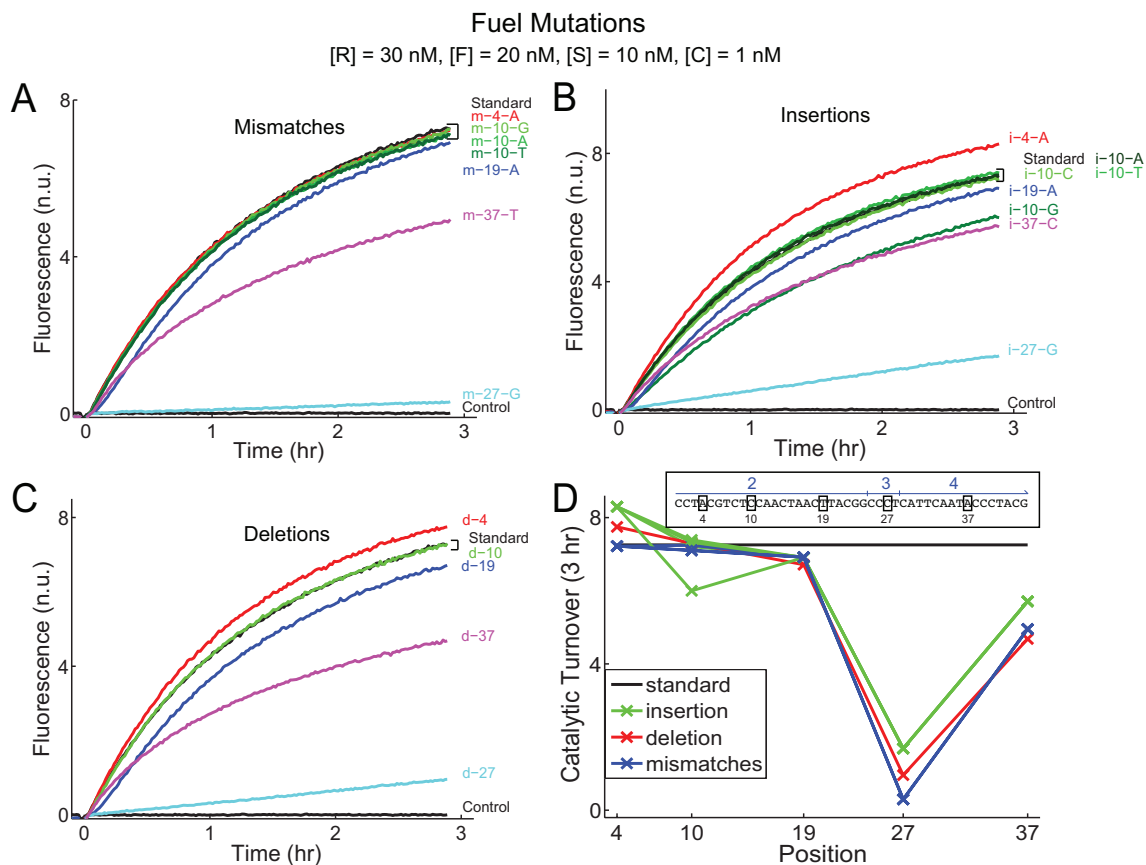 Fuel Mutations
[R] = 30 nM, [F] = 20 nM, [S] = 10 nM, [C] = 1 nM
A
Mismatches
Fluorescence (n.u.)
8
4
0
0 1 2 3
Time (hr)
Standard
m-4-A
m-10-G
m-10-A
m-10-T
m-19-A
m-37-T
m-27-G
Control
B
Insertions
Fluorescence (n.u.)
8
4
0
0 1 2 3
Time (hr)
i-4-A
Standard i-10-A
i-10-C i-10-T
i-19-A
i-10-G
i-37-C
i-27-G
Control
C
Deletions
Fluorescence (n.u.)
8
4
0
0 1 2 3
Time (hr)
d-4
Standard
d-10
d-19
d-37
d-27
Control
D
2 3 4
CCTACGTCTCCAACTAACTTACGGCCCTCATTCAATACCCTACG
4 10 19 27 37
Catalytic Turnover (3 hr)
8
4
0
standard
insertion
deletion
mismatches
4 10 19 27 37
Position